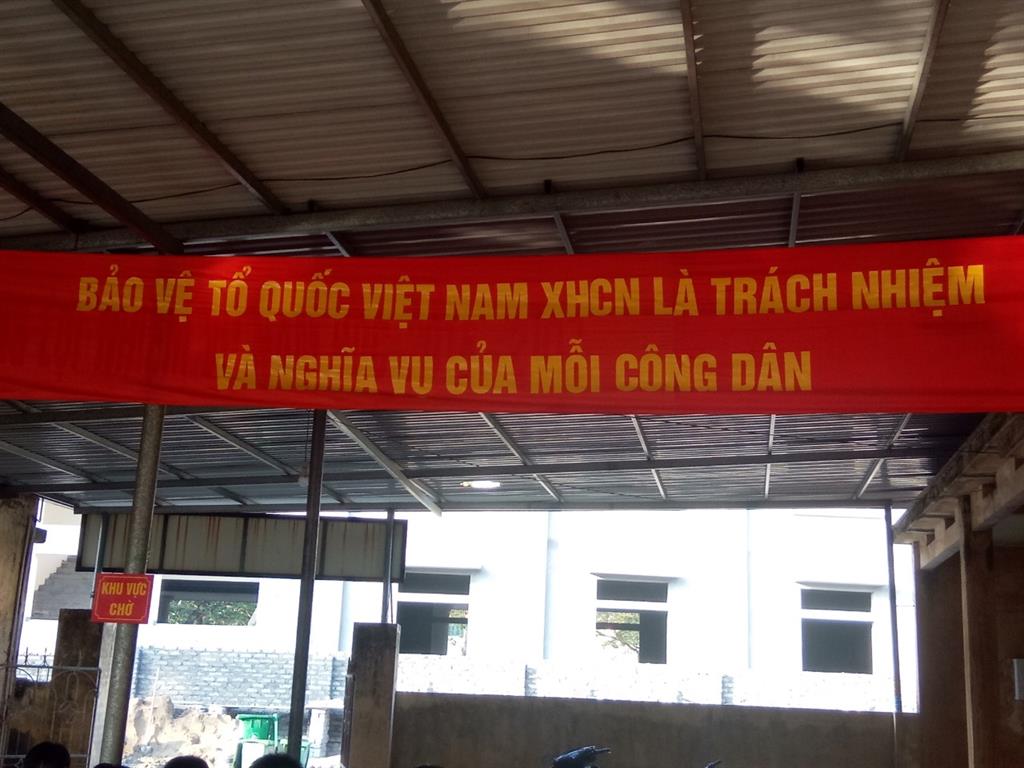 BẢO VỆ TỔ QUỐC VIỆT NAM XHCN LÀ TRÁCH NHIỆM
VÀ NGHĨA VU CỦA MỖI CÔNG DÂN
KHU VỰC
CHỜ